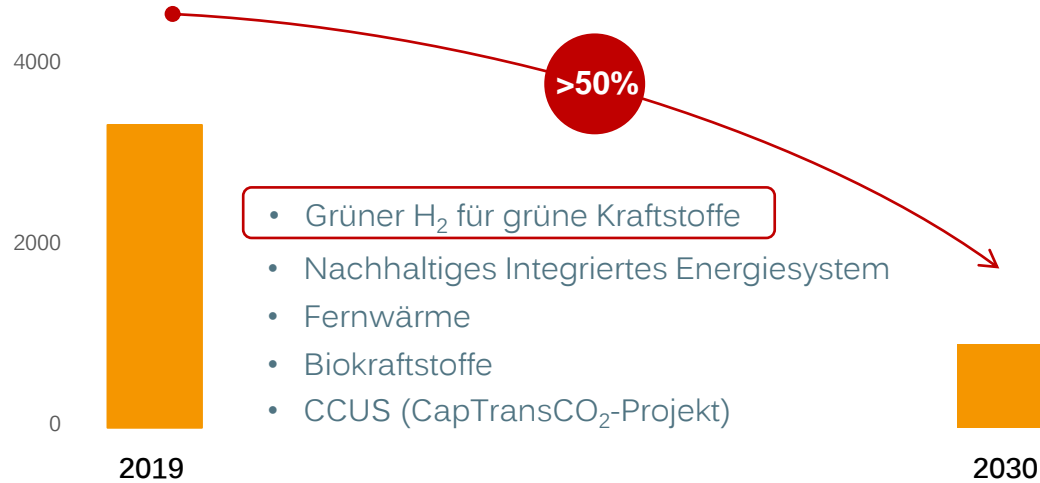 4000
>50%
• Grüner H₂ für grüne Kraftstoffe
2000
• Nachhaltiges Integriertes Energiesystem
• Fernwärme
• Biokraftstoffe
• CCUS (CapTransCO₂-Projekt)
0
2019
2030